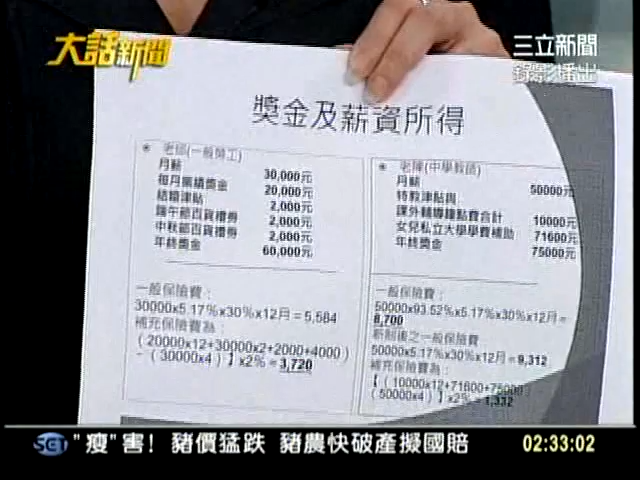 大話新聞
三立新聞
錄影播出
獎金及薪資所得
老邱(一般勞工)
月薪 30,000元
每月業績獎金 20,000元
結婚津貼 2,000元
端午節百貨禮券 2,000元
中秋節百貨禮券 2,000元
年終獎金 60,000元
一般保險費：
30000x5.17%x30%x12月＝5,584
補充保險費為：
（20000x12+30000x2+2000+4000）
－（30000x4）】x2%＝3,720
老陳(中學教師)
月薪 50000元
特教津貼與
課外輔導鐘點費合計 10000元
女兒私立大學學費補助 71600元
年終獎金 75000元
一般保險費：
50000x93.52%x5.17%x30%x12月＝
8,700
新制後之一般保險費
50000x5.17%x30%x12月＝9,312
補充保險費為：
【（10000x12+71600+75000
（50000x4）】x2%＝1,332
SET "瘦"害！ 豬價猛跌 豬農快破產擬國賠 02:33:02